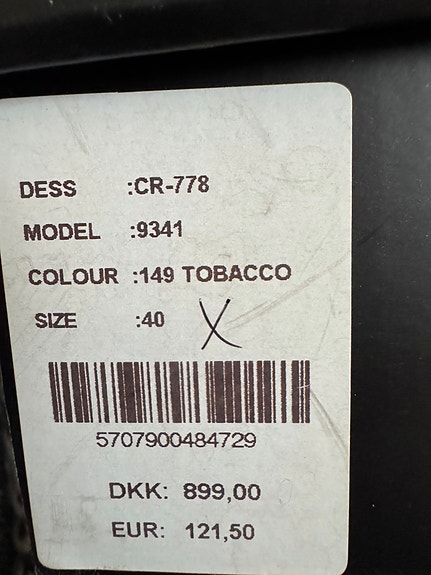 DESS :CR-778
MODEL :9341
COLOUR :149 TOBACCO
SIZE :40 X
5707900484729
DKK: 899,00
EUR: 121,50